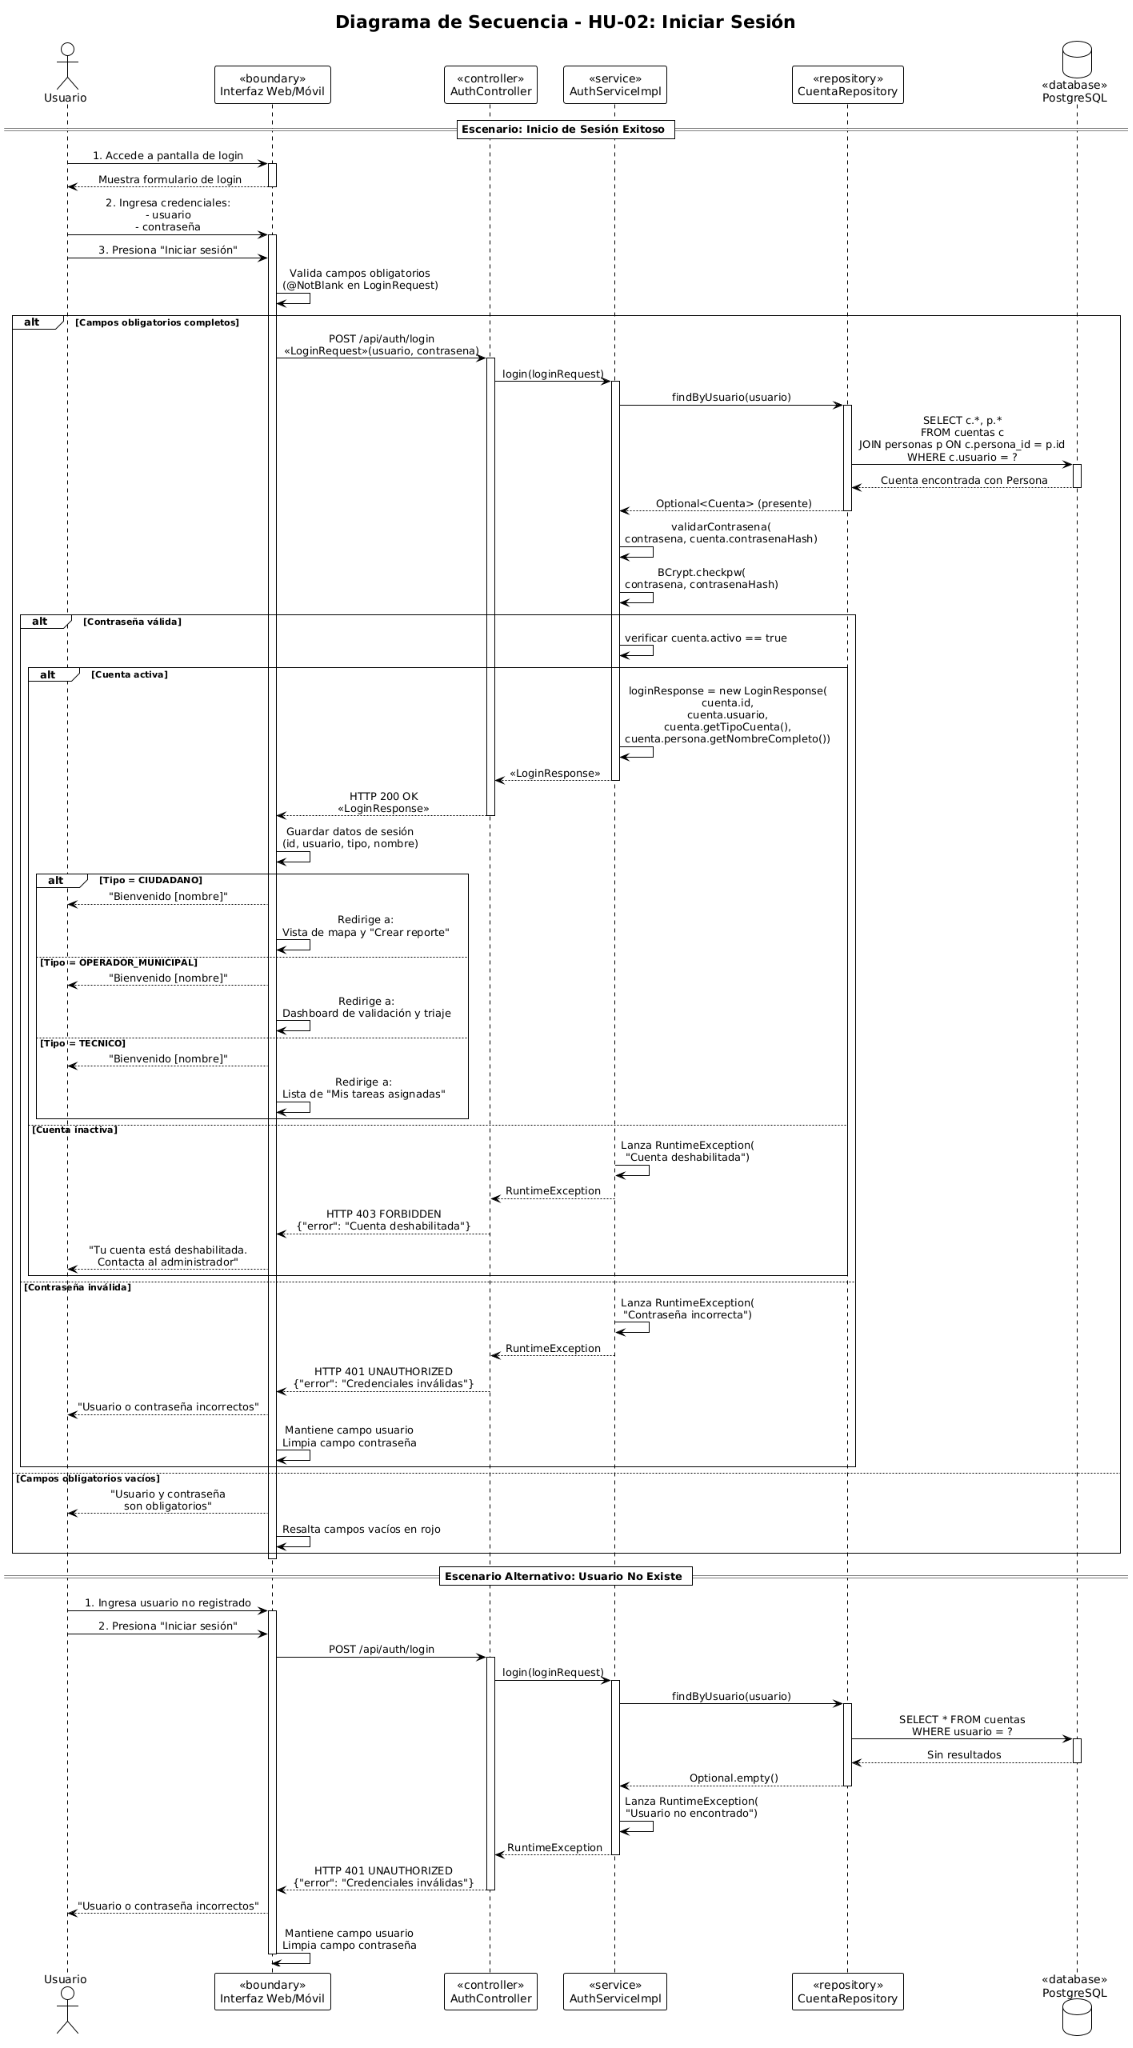 Diagrama de Secuencia - HU-02: Iniciar Sesión
Usuario
«boundary»
Interfaz Web/Móvil
«controller»
AuthController
«service»
AuthServiceImpl
«repository»
CuentaRepository
«database»
PostgreSQL
Escenario: Inicio de Sesión Exitoso
1. Accede a pantalla de login
Muestra formulario de login
2. Ingresa credenciales:
- usuario
- contraseña
3. Presiona "Iniciar sesión"
Valida campos obligatorios
(@NotBlank en LoginRequest)
alt
[Campos obligatorios completos]
POST /api/auth/login
«LoginRequest»(usuario, contrasena)
login(loginRequest)
findByUsuario(usuario)
SELECT c.*, p.*
FROM cuentas c
JOIN personas p ON c.persona_id = p.id
WHERE c.usuario = ?
Cuenta encontrada con Persona
Optional<Cuenta> (presente)
validarContrasena(
contrasena, cuenta.contrasenaHash)
BCrypt.checkpw(
contrasena, contrasenaHash)
alt
[Contraseña válida]
verificar cuenta.activo == true
alt
[Cuenta activa]
loginResponse = new LoginResponse(
cuenta.id,
cuenta.usuario,
cuenta.getTipoCuenta(),
cuenta.persona.getNombreCompleto())
«LoginResponse»
HTTP 200 OK
«LoginResponse»
Guardar datos de sesión
(id, usuario, tipo, nombre)
alt
[Tipo = CIUDADANO]
"Bienvenido [nombre]"
Redirige a:
Vista de mapa y "Crear reporte"
[Tipo = OPERADOR_MUNICIPAL]
"Bienvenido [nombre]"
Redirige a:
Dashboard de validación y triaje
[Tipo = TECNICO]
"Bienvenido [nombre]"
Redirige a:
Lista de "Mis tareas asignadas"
[Cuenta inactiva]
Lanza RuntimeException(
"Cuenta deshabilitada")
RuntimeException
HTTP 403 FORBIDDEN
{"error": "Cuenta deshabilitada"}
"Tu cuenta está deshabilitada.
Contacta al administrador"
[Contraseña inválida]
Lanza RuntimeException(
"Contraseña incorrecta")
RuntimeException
HTTP 401 UNAUTHORIZED
{"error": "Credenciales inválidas"}
"Usuario o contraseña incorrectos"
Mantiene campo usuario
Limpia campo contraseña
[Campos obligatorios vacíos]
"Usuario y contraseña
son obligatorios"
Resalta campos vacíos en rojo
Escenario Alternativo: Usuario No Existe
1. Ingresa usuario no registrado
2. Presiona "Iniciar sesión"
POST /api/auth/login
login(loginRequest)
findByUsuario(usuario)
SELECT * FROM cuentas
WHERE usuario = ?
Sin resultados
Optional.empty()
Lanza RuntimeException(
"Usuario no encontrado")
RuntimeException
HTTP 401 UNAUTHORIZED
{"error": "Credenciales inválidas"}
"Usuario o contraseña incorrectos"
Mantiene campo usuario
Limpia campo contraseña
Usuario
«boundary»
Interfaz Web/Móvil
«controller»
AuthController
«service»
AuthServiceImpl
«repository»
CuentaRepository
«database»
PostgreSQL